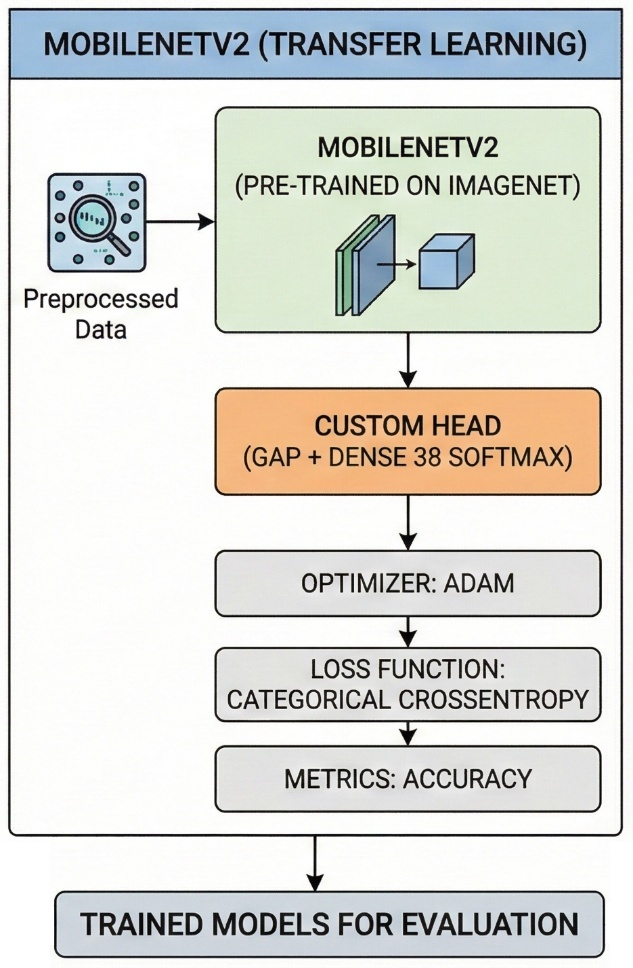 MOBILENETV2 (TRANSFER LEARNING)
MOBILENETV2
(PRE-TRAINED ON IMAGENET)
Preprocessed
Data
CUSTOM HEAD
(GAP + DENSE 38 SOFTMAX)
OPTIMIZER: ADAM
LOSS FUNCTION:
CATEGORICAL CROSSENTROPY
METRICS: ACCURACY
TRAINED MODELS FOR EVALUATION